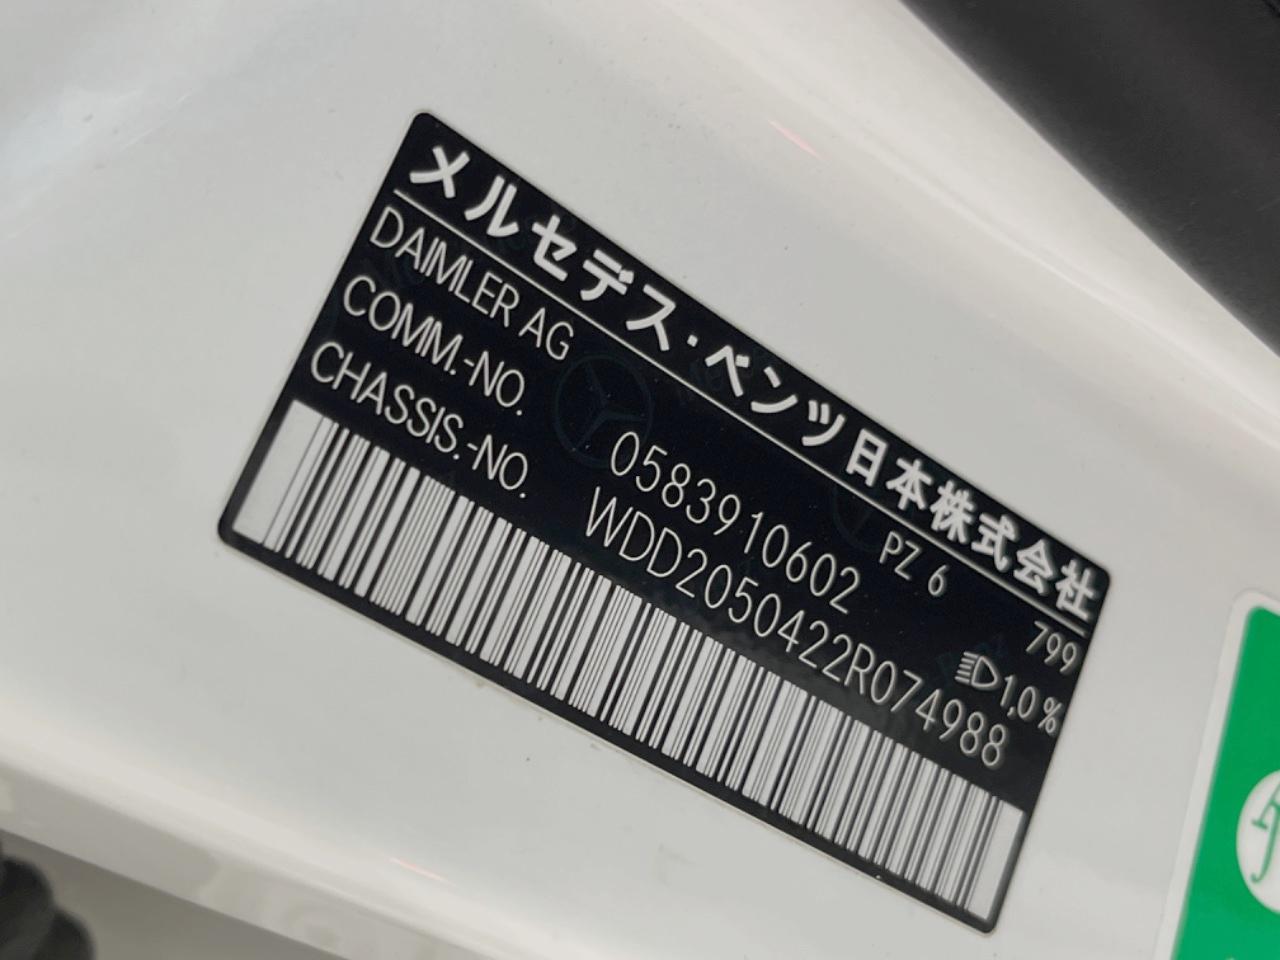 メルセデス・ベンツ日本株式会社
DAIMLER AG PZ 6 799
COMM.-NO. 0583910602 1,0%
CHASSIS.-NO. WDD2050422R074988